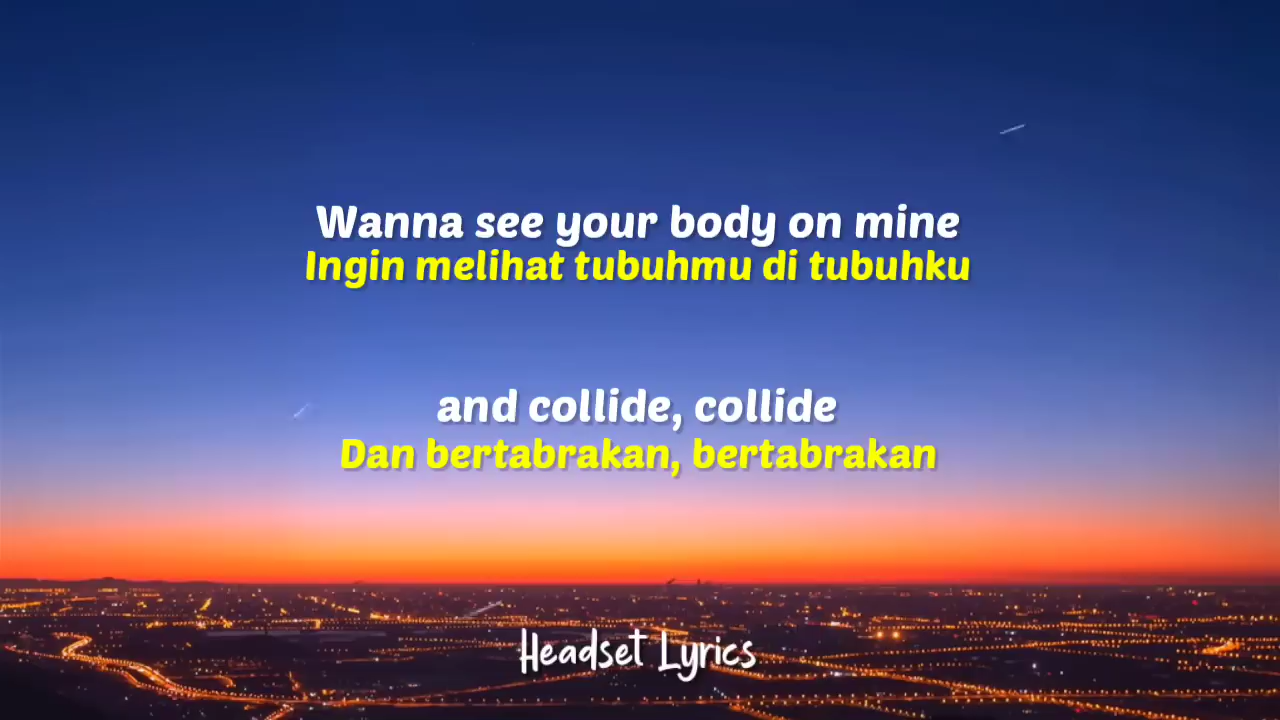 Wanna see your body on mine
Ingin melihat tubuhmu di tubuhku
and collide, collide
Dan bertabrakan, bertabrakan
Headset Lyrics